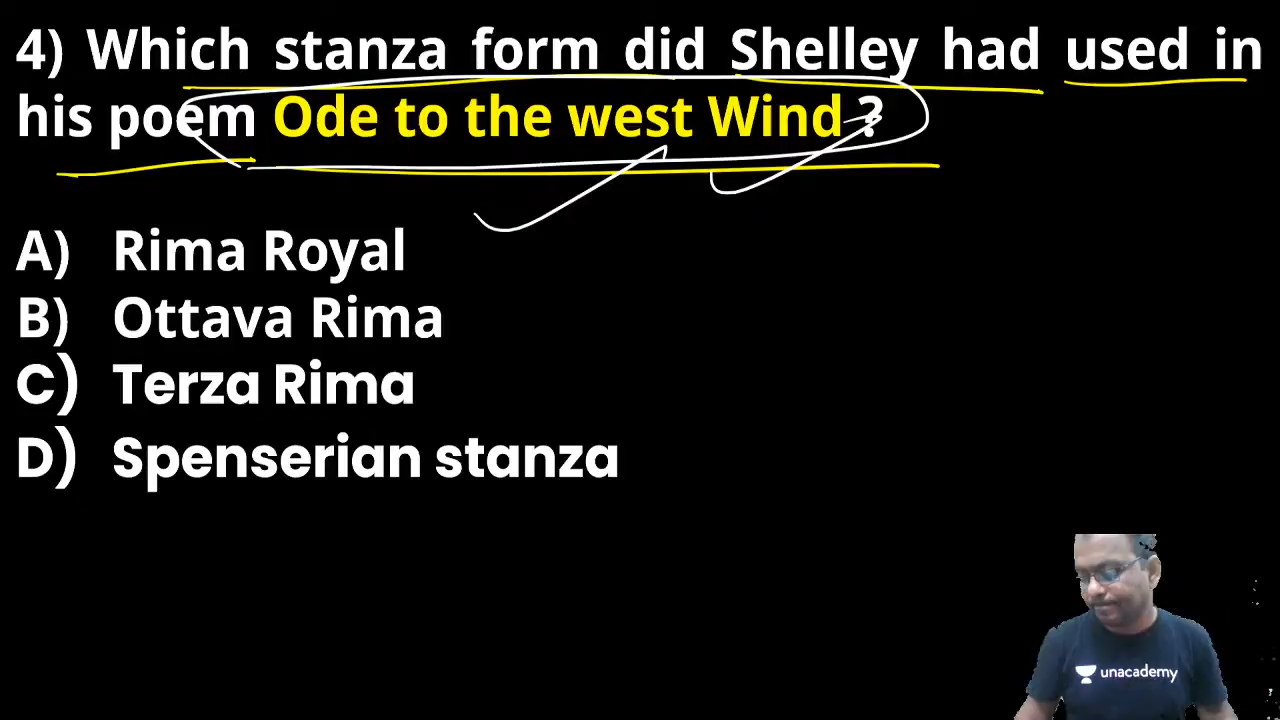 4) Which stanza form did Shelley had used in
his poem Ode to the west Wind ?
A) Rima Royal
B) Ottava Rima
C) Terza Rima
D) Spenserian stanza
unacademy